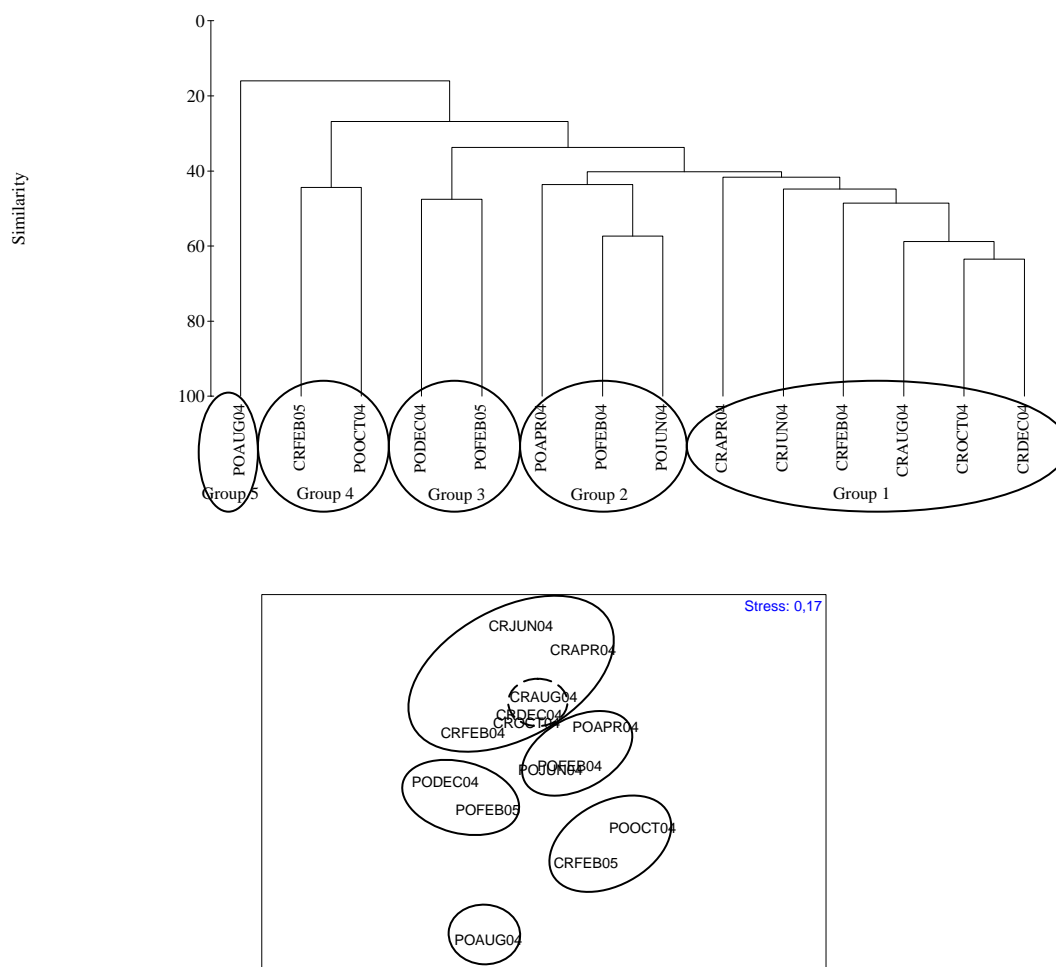 0
20
40
60
80
100
Similarity
POAUG04
CRFEB05
POOCT04
PODEC04
POFEB05
POAPR04
POFEB04
POJUN04
CRAPR04
CRJUN04
CRFEB04
CRAUG04
CROCT04
CRDEC04
Group 5
Group 4
Group 3
Group 2
Group 1
Stress: 0,17
CRJUN04
CRAPR04
CRAUG04
CRDEC04
CROCT04
CRFEB04
POAPR04
POFEB04
POJUN04
PODEC04
POFEB05
POOCT04
CRFEB05
POAUG04